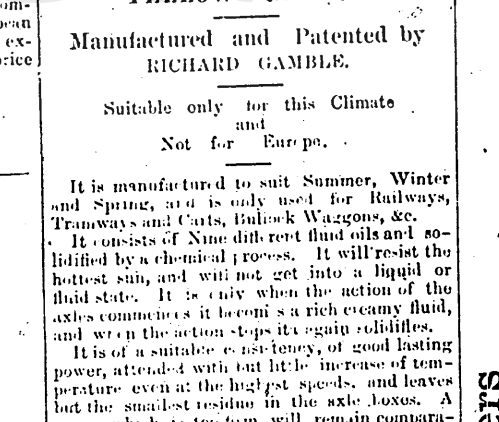 om-
pean
ex-
price
Manufactured and Patented by
RICHARD GAMBLE.
Suitable only for this Climate
and
Not for Europe.
It is manufactured to suit Summer, Winter
and Spring, and is only used for Railways,
Tramways and Carts, Bullock Waggons, &c.
It consists of Nine different fluid oils and so-
lidified by a chemical process. It will resist the
hottest sun, and will not get into a liquid or
fluid state. It is only when the action of the
axles commences it becomes a rich creamy fluid,
and when the action stops it again solidifies.
It is of a suitable consistency, of good lasting
power, attended with but little increase of tem-
perature even at the highest speeds, and leaves
but the smallest residue in the axle boxes. A
will remain compara-